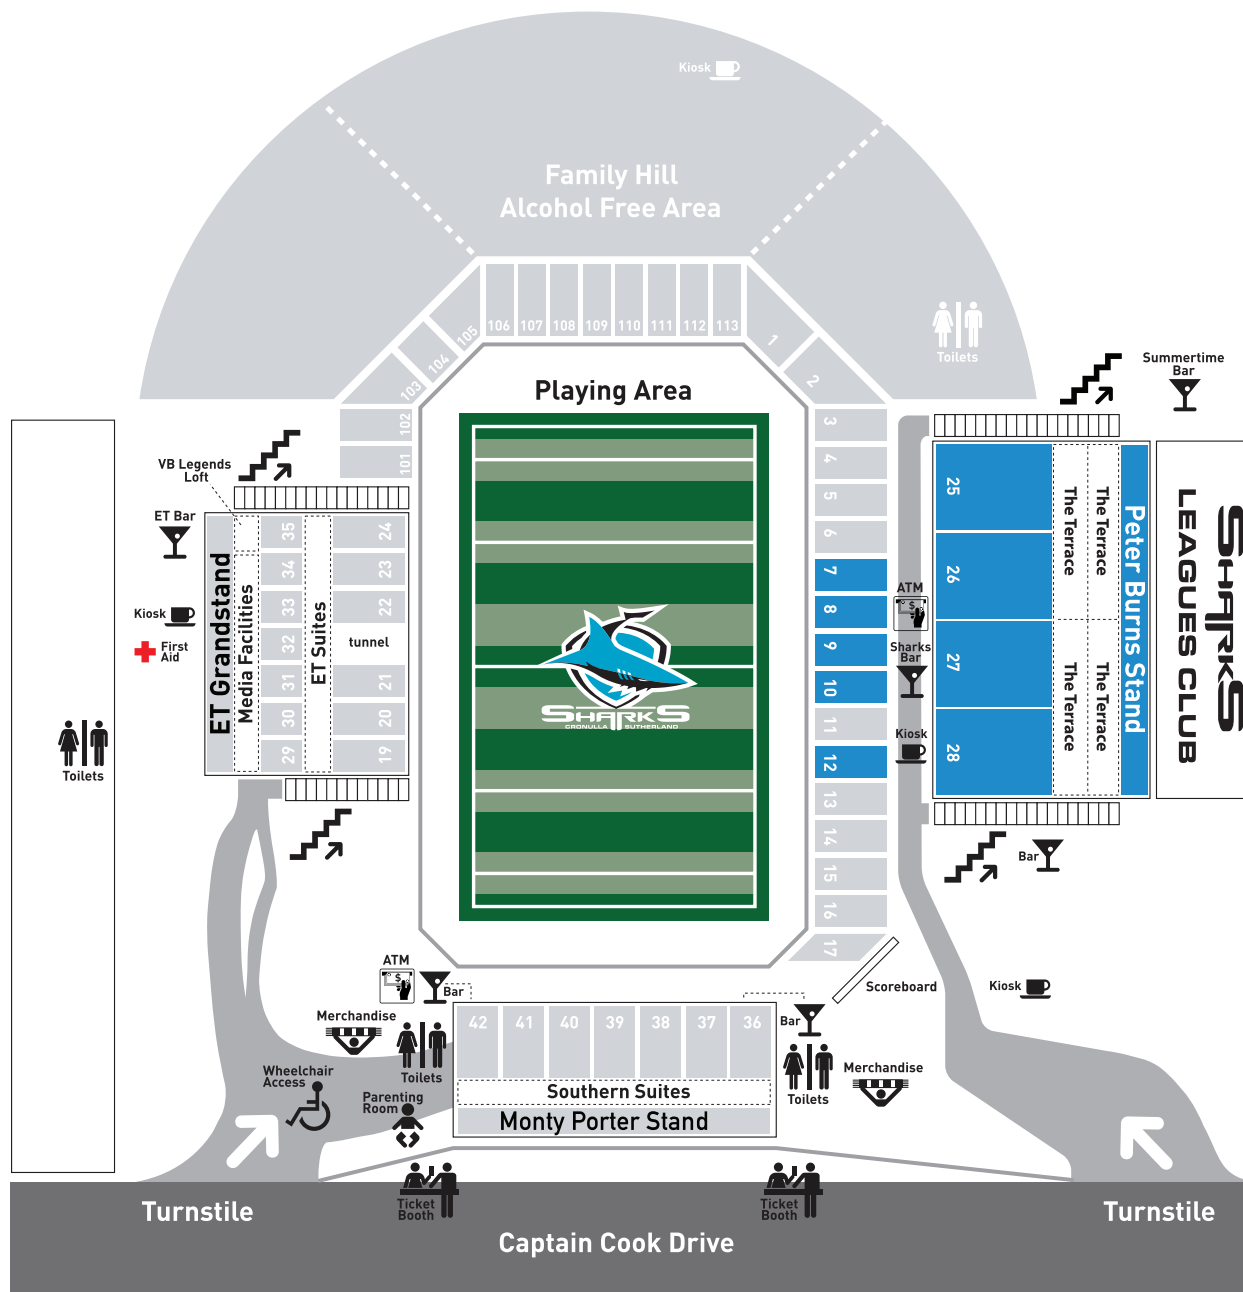 Kiosk
Family Hill
Alcohol Free Area
106
107
108
109
110
111
112
113
105
104
103
102
101
1
2
3
4
5
6
7
8
9
10
11
12
13
14
15
16
17
Toilets
Summertime
Bar
Playing Area
VB Legends
Loft
ET Bar
Kiosk
First
Aid
ET Grandstand
Media Facilities
35
34
33
32
31
30
29
ET Suites
24
23
22
tunnel
21
20
19
Toilets
SHARKS
CRONULLA SUTHERLAND
ATM
$
Sharks
Bar
Kiosk
25
26
27
28
The Terrace
The Terrace
The Terrace
The Terrace
Peter Burns Stand
SHARKS
LEAGUES CLUB
Bar
Kiosk
Scoreboard
ATM
$
Bar
Merchandise
Toilets
Wheelchair
Access
Parenting
Room
42
41
40
39
38
37
36
Southern Suites
Monty Porter Stand
Bar
Toilets
Merchandise
Ticket
Booth
Ticket
Booth
Turnstile
Turnstile
Captain Cook Drive